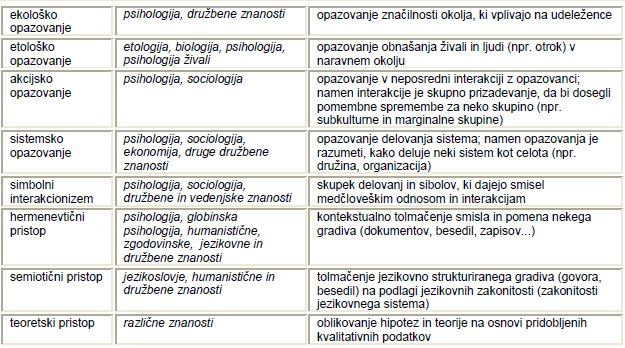 ekološko
opazovanje
psihologija, družbene znanosti
opazovanje značilnosti okolja, ki vplivajo na udeležence
etološko
opazovanje
etologija, biologija, psihologija,
psihologija živali
opazovanje obnašanja živali in ljudi (npr. otrok) v
naravnem okolju
akcijsko
opazovanje
psihologija, sociologija
opazovanje v neposredni interakciji z opazovanci;
namen interakcije je skupno prizadevanje, da bi dosegli
pomembne spremembe za neko skupino (npr.
subkulturne in marginalne skupine)
sistemsko
opazovanje
psihologija, sociologija,
ekonomija, druge družbene
znanosti
opazovanje delovanja sistema; namen opazovanja je
razumeti, kako deluje neki sistem kot celota (npr.
družina, organizacija)
simbolni
interakcionizem
psihologija, sociologija,
družbene in vedenjske znanosti
skupek delovanj in sibolov, ki dajejo smisel
medčloveškim odnosom in interakcijam
hermenevtični
pristop
psihologija, globinska
psihologija, humanistične,
zgodovinske, jezikovne in
družbene znanosti
kontekstualno tolmačenje smisla in pomena nekega
gradiva (dokumentov, besedil, zapisov...)
semiotični pristop
jezikoslovje, humanistične in
družbene znanosti
tolmačenje jezikovno strukturiranega gradiva (govora,
besedil) na podlagi jezikovnih zakonitosti (zakonitosti
jezikovnega sistema)
teoretski pristop
različne znanosti
oblikovanje hipotez in teorije na osnovi pridobljenih
kvalitativnih podatkov